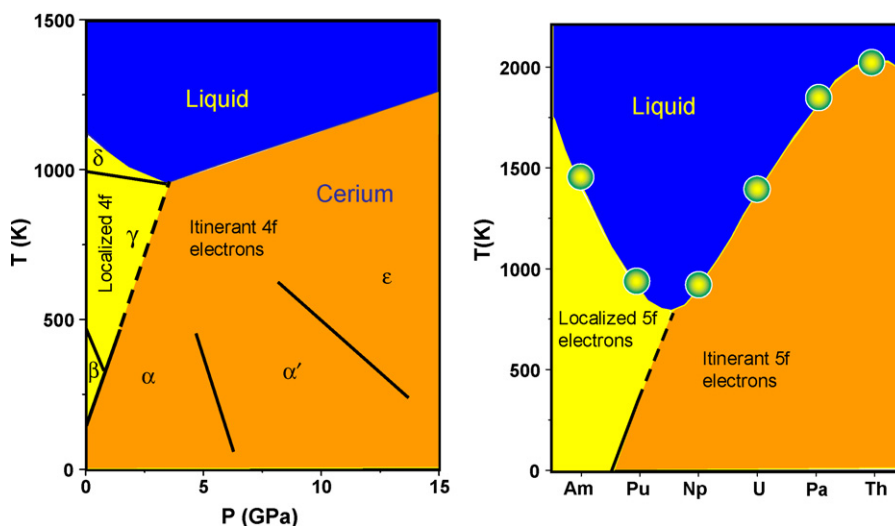 1500
1000
500
0
T (K)
Liquid
δ
Localized 4f
γ
β
Cerium
Itinerant 4f
electrons
ε
α
α′
0
5
10
15
P (GPa)
2000
1500
1000
500
0
T(K)
Liquid
Localized 5f
electrons
Itinerant 5f
electrons
Am
Pu
Np
U
Pa
Th